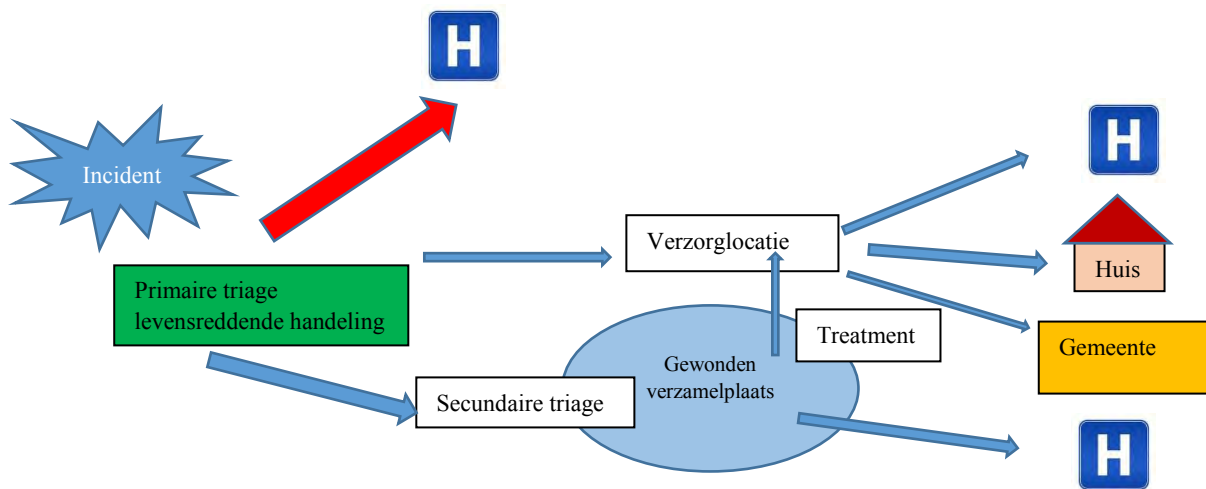 H
Incident
H
Verzorglocatie
Huis
Primaire triage
levensreddende handeling
Treatment
Gemeente
Gewonden
verzamelplaats
Secundaire triage
H